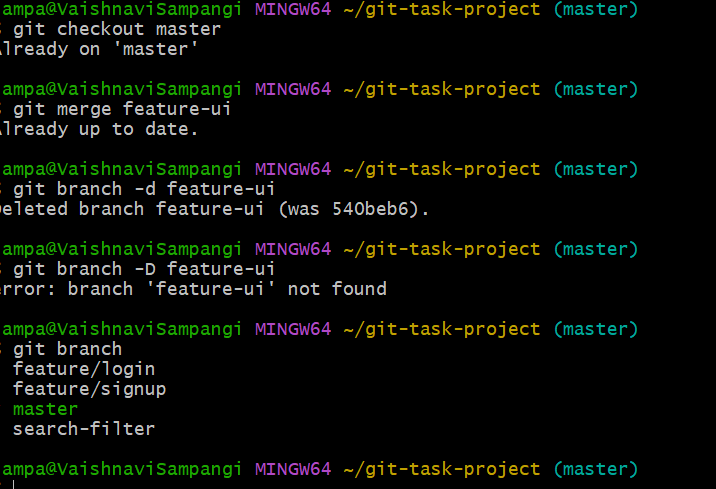 ampa@VaishnaviSampangi MINGW64 ~/git-task-project (master)
$ git checkout master
Already on 'master'
ampa@VaishnaviSampangi MINGW64 ~/git-task-project (master)
$ git merge feature-ui
Already up to date.
ampa@VaishnaviSampangi MINGW64 ~/git-task-project (master)
$ git branch -d feature-ui
Deleted branch feature-ui (was 540beb6).
ampa@VaishnaviSampangi MINGW64 ~/git-task-project (master)
$ git branch -D feature-ui
error: branch 'feature-ui' not found
ampa@VaishnaviSampangi MINGW64 ~/git-task-project (master)
$ git branch
feature/login
feature/signup
master
search-filter
ampa@VaishnaviSampangi MINGW64 ~/git-task-project (master)
$